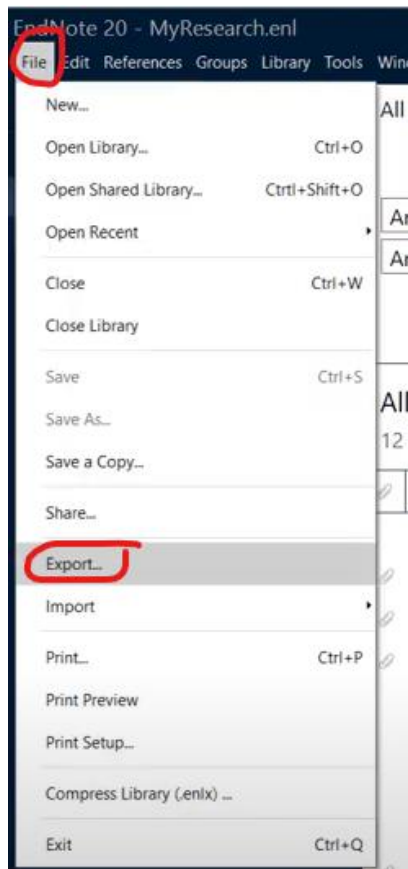 EndNote 20 - MyResearch.enl
File Edit References Groups Library Tools
New...
All
Open Library... Ctrl+O
Open Shared Library... Ctrtl+Shift+O
Open Recent
Close Ctrl+W
Close Library
Save Ctrl+S
Save As...
All
12
Save a Copy...
Share...
Export...
Import
Print... Ctrl+P
Print Preview
Print Setup...
Compress Library (.enlx) ...
Exit Ctrl+Q